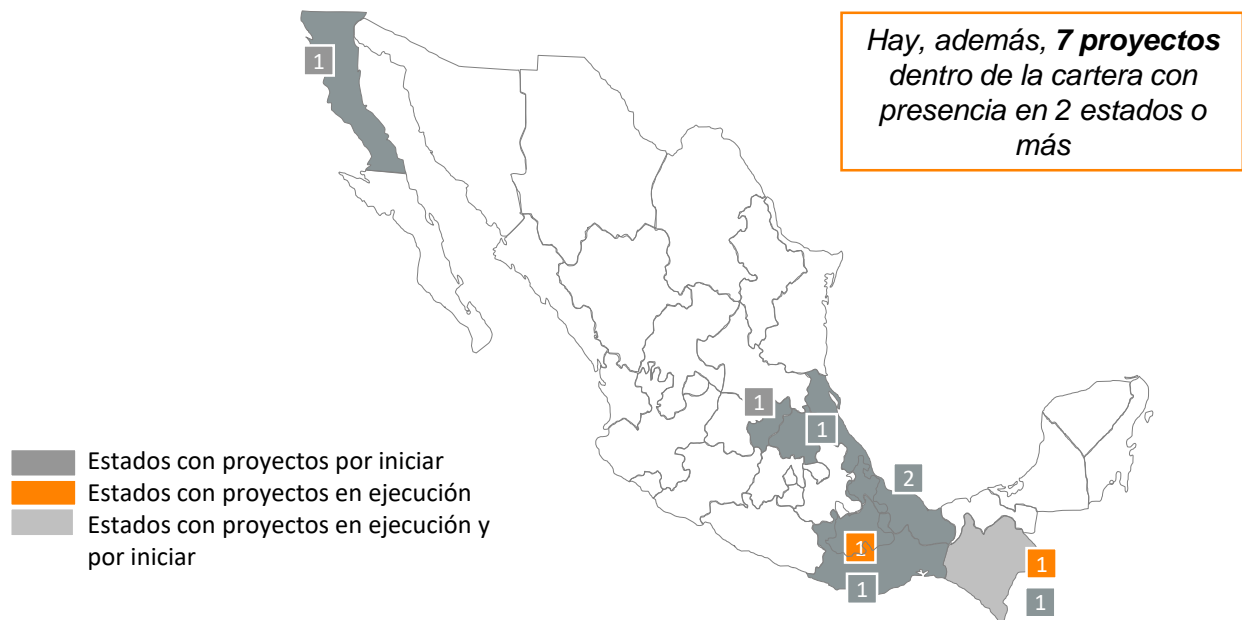 1
Hay, además, 7 proyectos
dentro de la cartera con
presencia en 2 estados o
más
1
1
2
1
1
1
1
Estados con proyectos por iniciar
Estados con proyectos en ejecución
Estados con proyectos en ejecución y
por iniciar